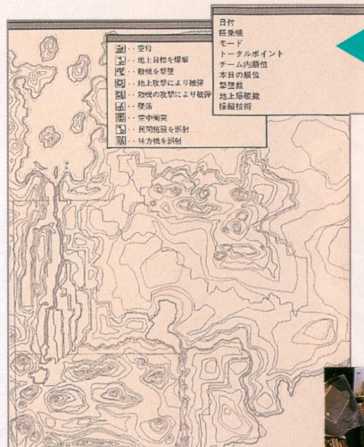 日付
搭乗機
モード
トータルポイント
チーム内順位
本日の順位
撃墜数
地上爆破数
操縦技術
‥空母
‥地上目標を爆撃
‥敵機を撃墜
‥地上攻撃により被弾
‥敵機の攻撃により被弾
‥墜落
‥空中衝突
‥民間施設を誤射
‥味方機を誤射